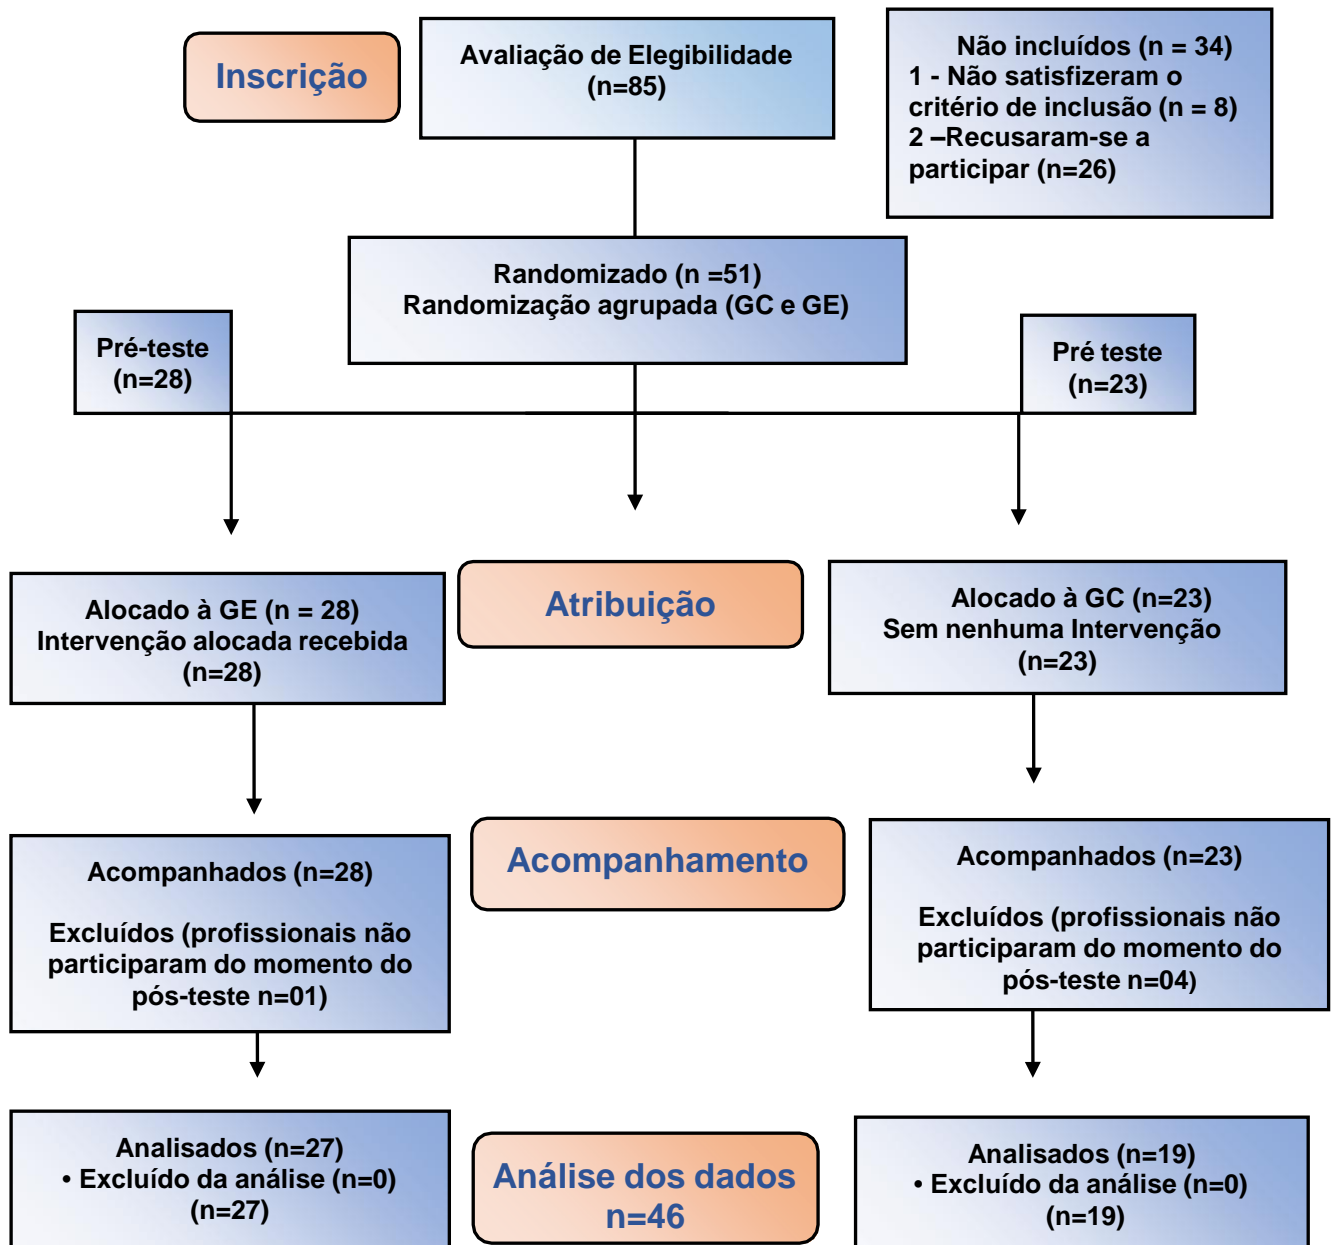 Inscrição
Avaliação de Elegibilidade
(n=85)
Não incluídos (n = 34)
1 - Não satisfizeram o
critério de inclusão (n = 8)
2 –Recusaram-se a
participar (n=26)
Randomizado (n =51)
Randomização agrupada (GC e GE)
Pré-teste
(n=28)
Pré teste
(n=23)
Alocado à GE (n = 28)
Intervenção alocada recebida
(n=28)
Atribuição
Alocado à GC (n=23)
Sem nenhuma Intervenção
(n=23)
Acompanhados (n=28)
Excluídos (profissionais não
participaram do momento do
pós-teste n=01)
Acompanhamento
Acompanhados (n=23)
Excluídos (profissionais não
participaram do momento do
pós-teste n=04)
Analisados (n=27)
• Excluído da análise (n=0)
(n=27)
Análise dos dados
n=46
Analisados (n=19)
• Excluído da análise (n=0)
(n=19)